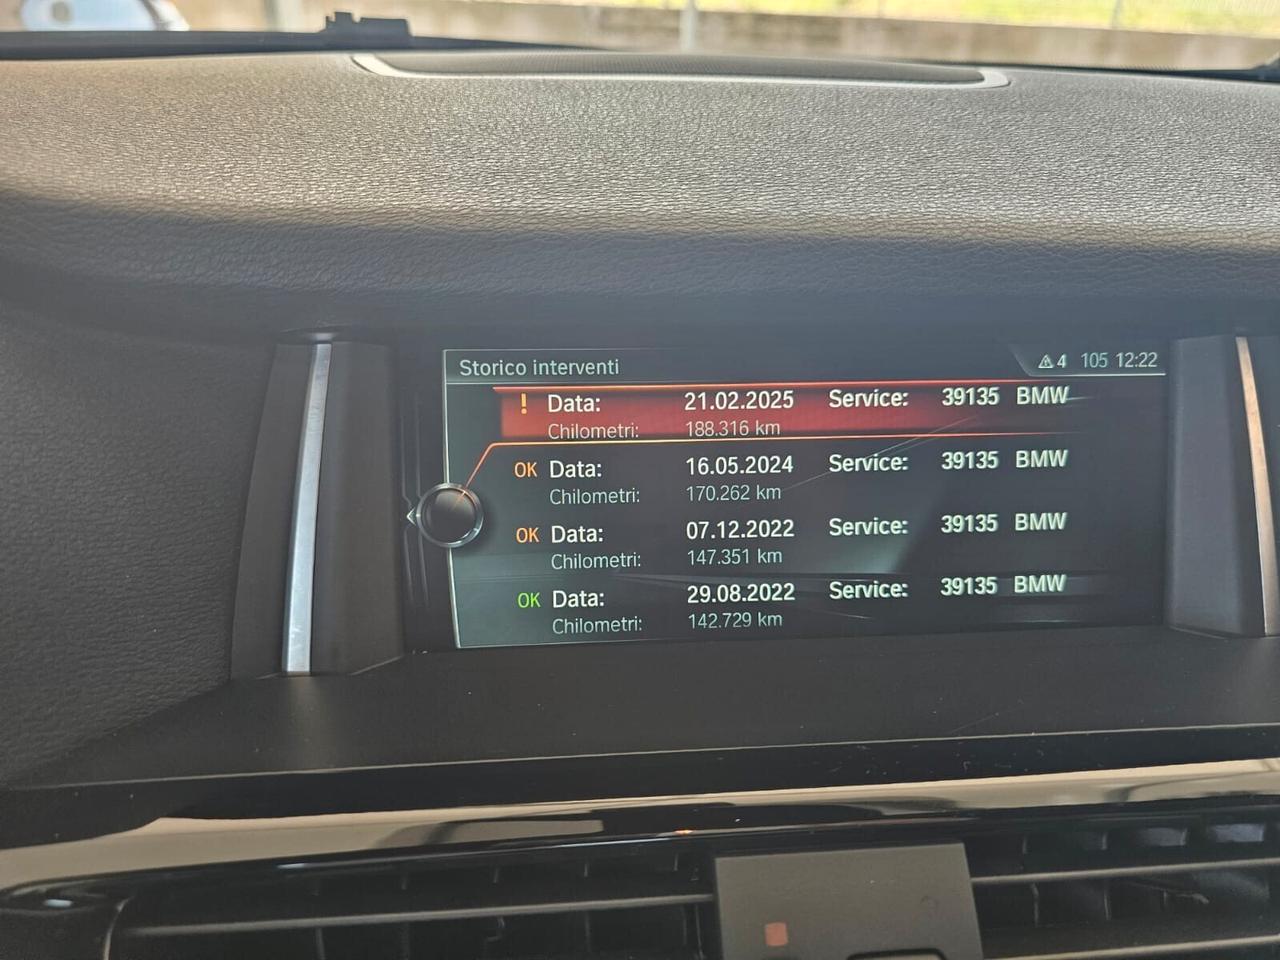 Storico interventi 4 105 12:22
! Data: 21.02.2025 Service: 39135 BMW
Chilometri: 188.316 km
OK Data: 16.05.2024 Service: 39135 BMW
Chilometri: 170.262 km
OK Data: 07.12.2022 Service: 39135 BMW
Chilometri: 147.351 km
OK Data: 29.08.2022 Service: 39135 BMW
Chilometri: 142.729 km